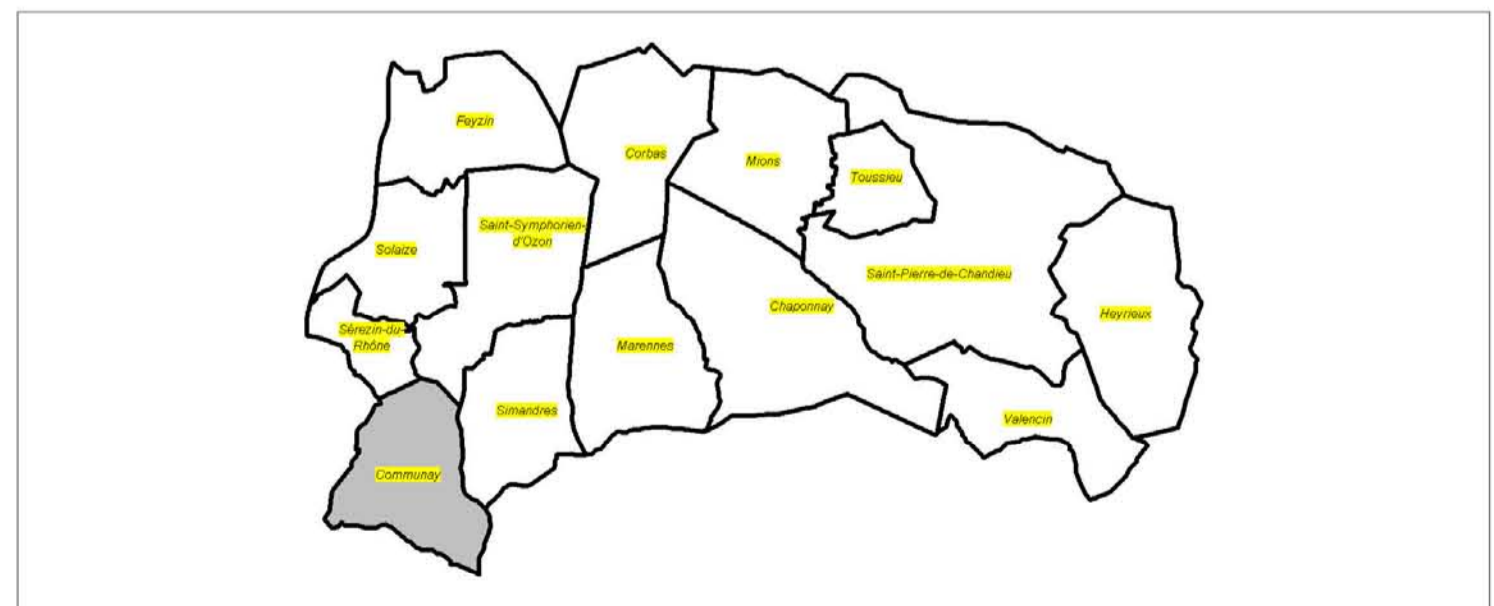 Feyzin
Corbas
Mions
Toussieu
Saint-Symphorien-
d'Ozon
Solaize
Saint-Pierre-de-Chandieu
Chaponnay
Heyrieux
Sérezin-du-
Rhône
Marennes
Simandres
Valencin
Communay